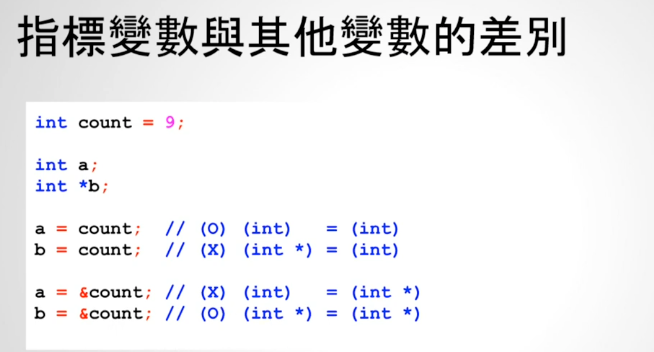 指標變數與其他變數的差別
int count = 9;
int a;
int *b;
a = count; // (O) (int) = (int)
b = count; // (X) (int *) = (int)
a = &count; // (X) (int) = (int *)
b = &count; // (O) (int *) = (int *)